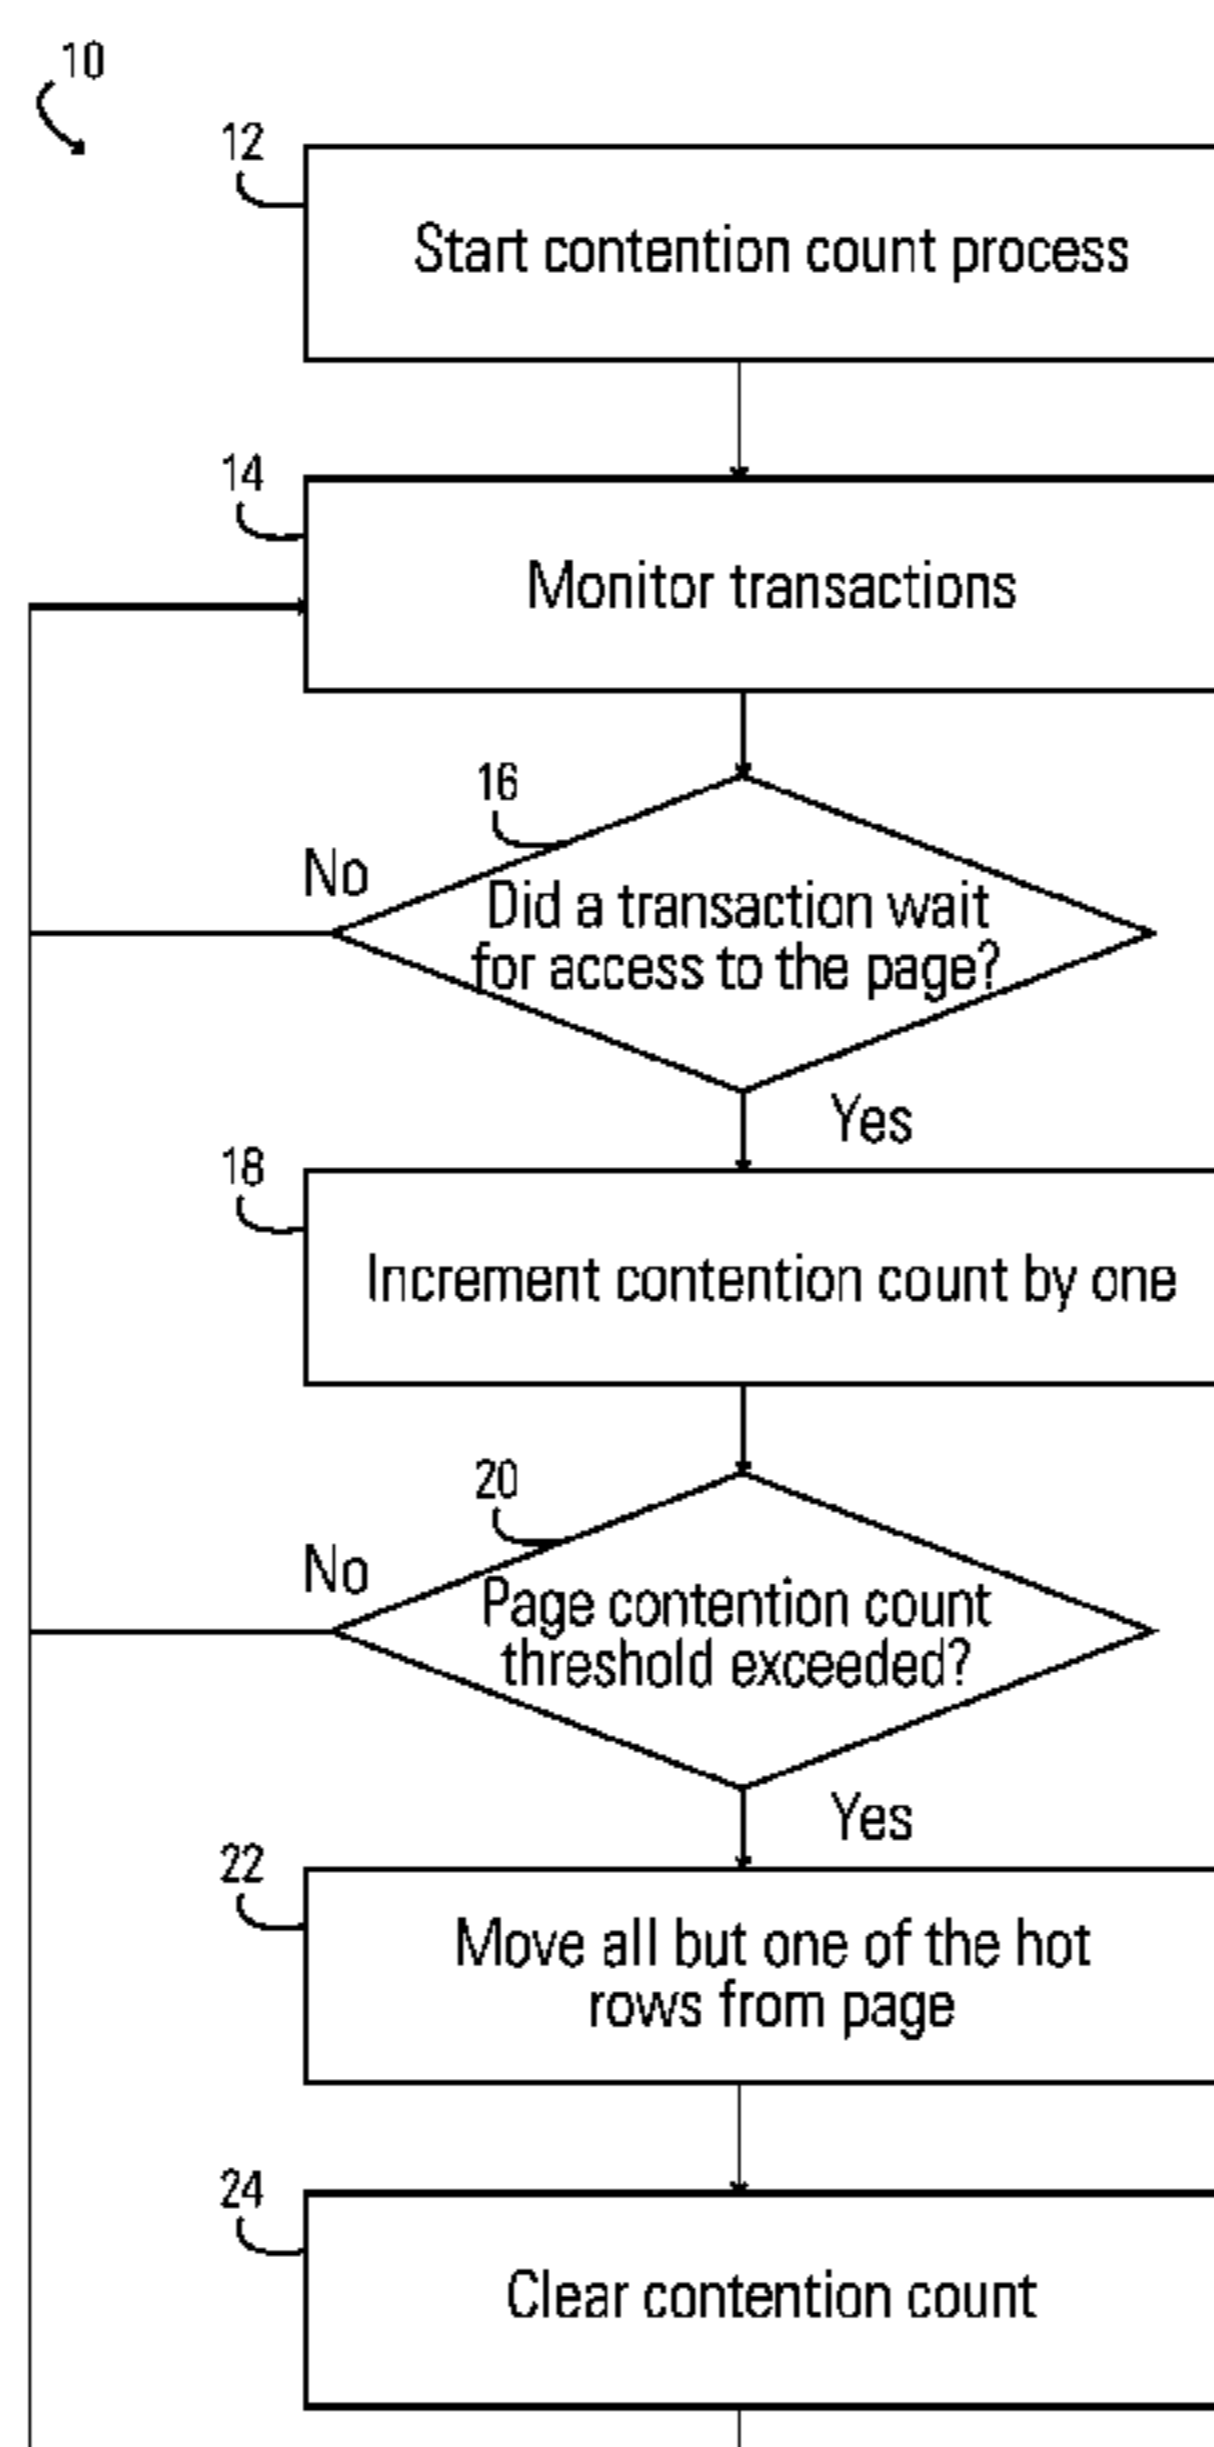 10
12
Start contention count process
14
Monitor transactions
16
No
Did a transaction wait
for access to the page?
Yes
18
Increment contention count by one
20
No
Page contention count
threshold exceeded?
Yes
22
Move all but one of the hot
rows from page
24
Clear contention count